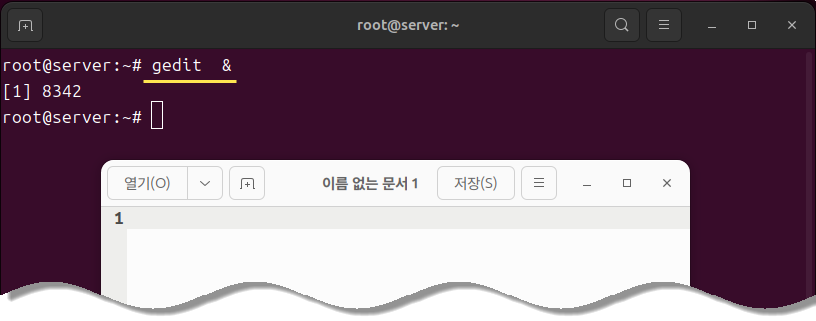 root@server: ~
root@server:~# gedit  &
[1] 8342
root@server:~#
열기(O) 이름 없는 문서 1 저장(S)
1